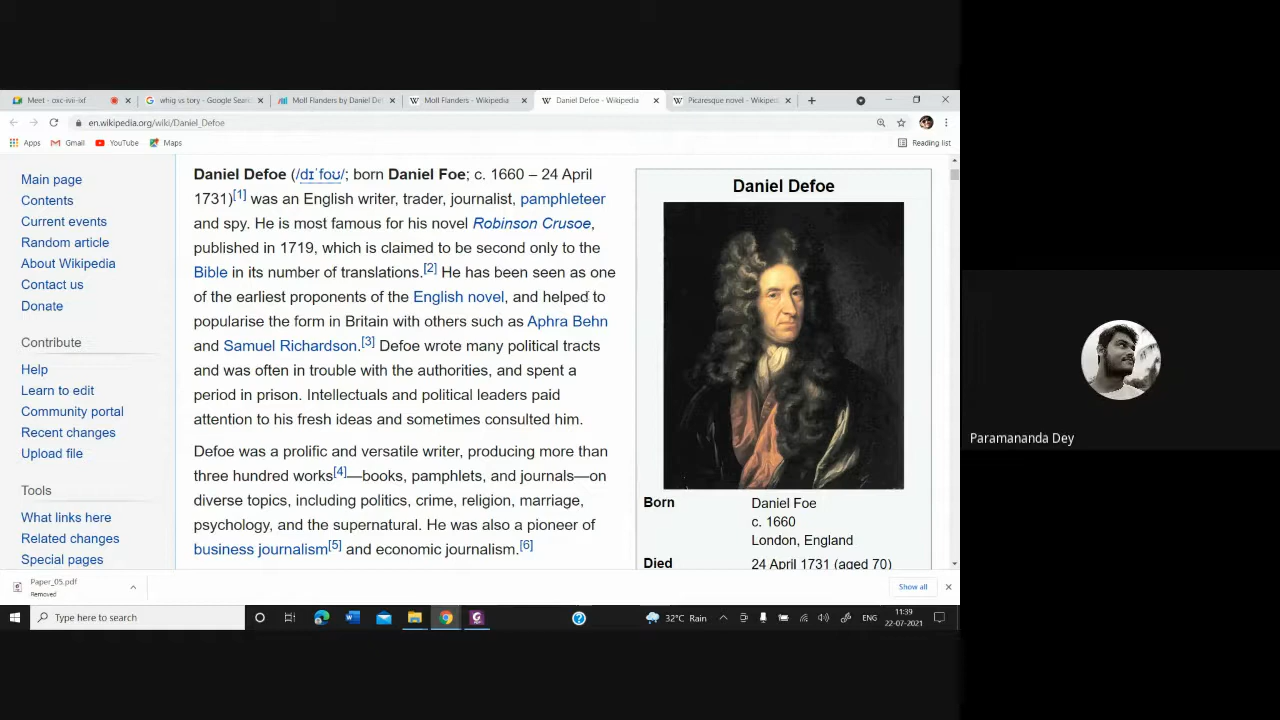 Meet - oxc-ivii-ixf
whig vs tory - Google Searc
Moll Flanders by Daniel De
Moll Flanders - Wikipedia
Daniel Defoe - Wikipedia
Picaresque novel - Wikiped
en.wikipedia.org/wiki/Daniel_Defoe
Apps
Gmail
YouTube
Maps
Reading list
Main page
Contents
Current events
Random article
About Wikipedia
Contact us
Donate
Contribute
Help
Learn to edit
Community portal
Recent changes
Upload file
Tools
What links here
Related changes
Special pages
Daniel Defoe (/dɪˈfoʊ/; born Daniel Foe; c. 1660 – 24 April
1731)[1] was an English writer, trader, journalist, pamphleteer
and spy. He is most famous for his novel Robinson Crusoe,
published in 1719, which is claimed to be second only to the
Bible in its number of translations.[2] He has been seen as one
of the earliest proponents of the English novel, and helped to
popularise the form in Britain with others such as Aphra Behn
and Samuel Richardson.[3] Defoe wrote many political tracts
and was often in trouble with the authorities, and spent a
period in prison. Intellectuals and political leaders paid
attention to his fresh ideas and sometimes consulted him.
Defoe was a prolific and versatile writer, producing more than
three hundred works[4]—books, pamphlets, and journals—on
diverse topics, including politics, crime, religion, marriage,
psychology, and the supernatural. He was also a pioneer of
business journalism[5] and economic journalism.[6]
Daniel Defoe
Born
Daniel Foe
c. 1660
London, England
Died
24 April 1731 (aged 70)
Paramananda Dey
Paper_05.pdf
Removed
Show all
Type here to search
32°C Rain
ENG
11:39
22-07-2021